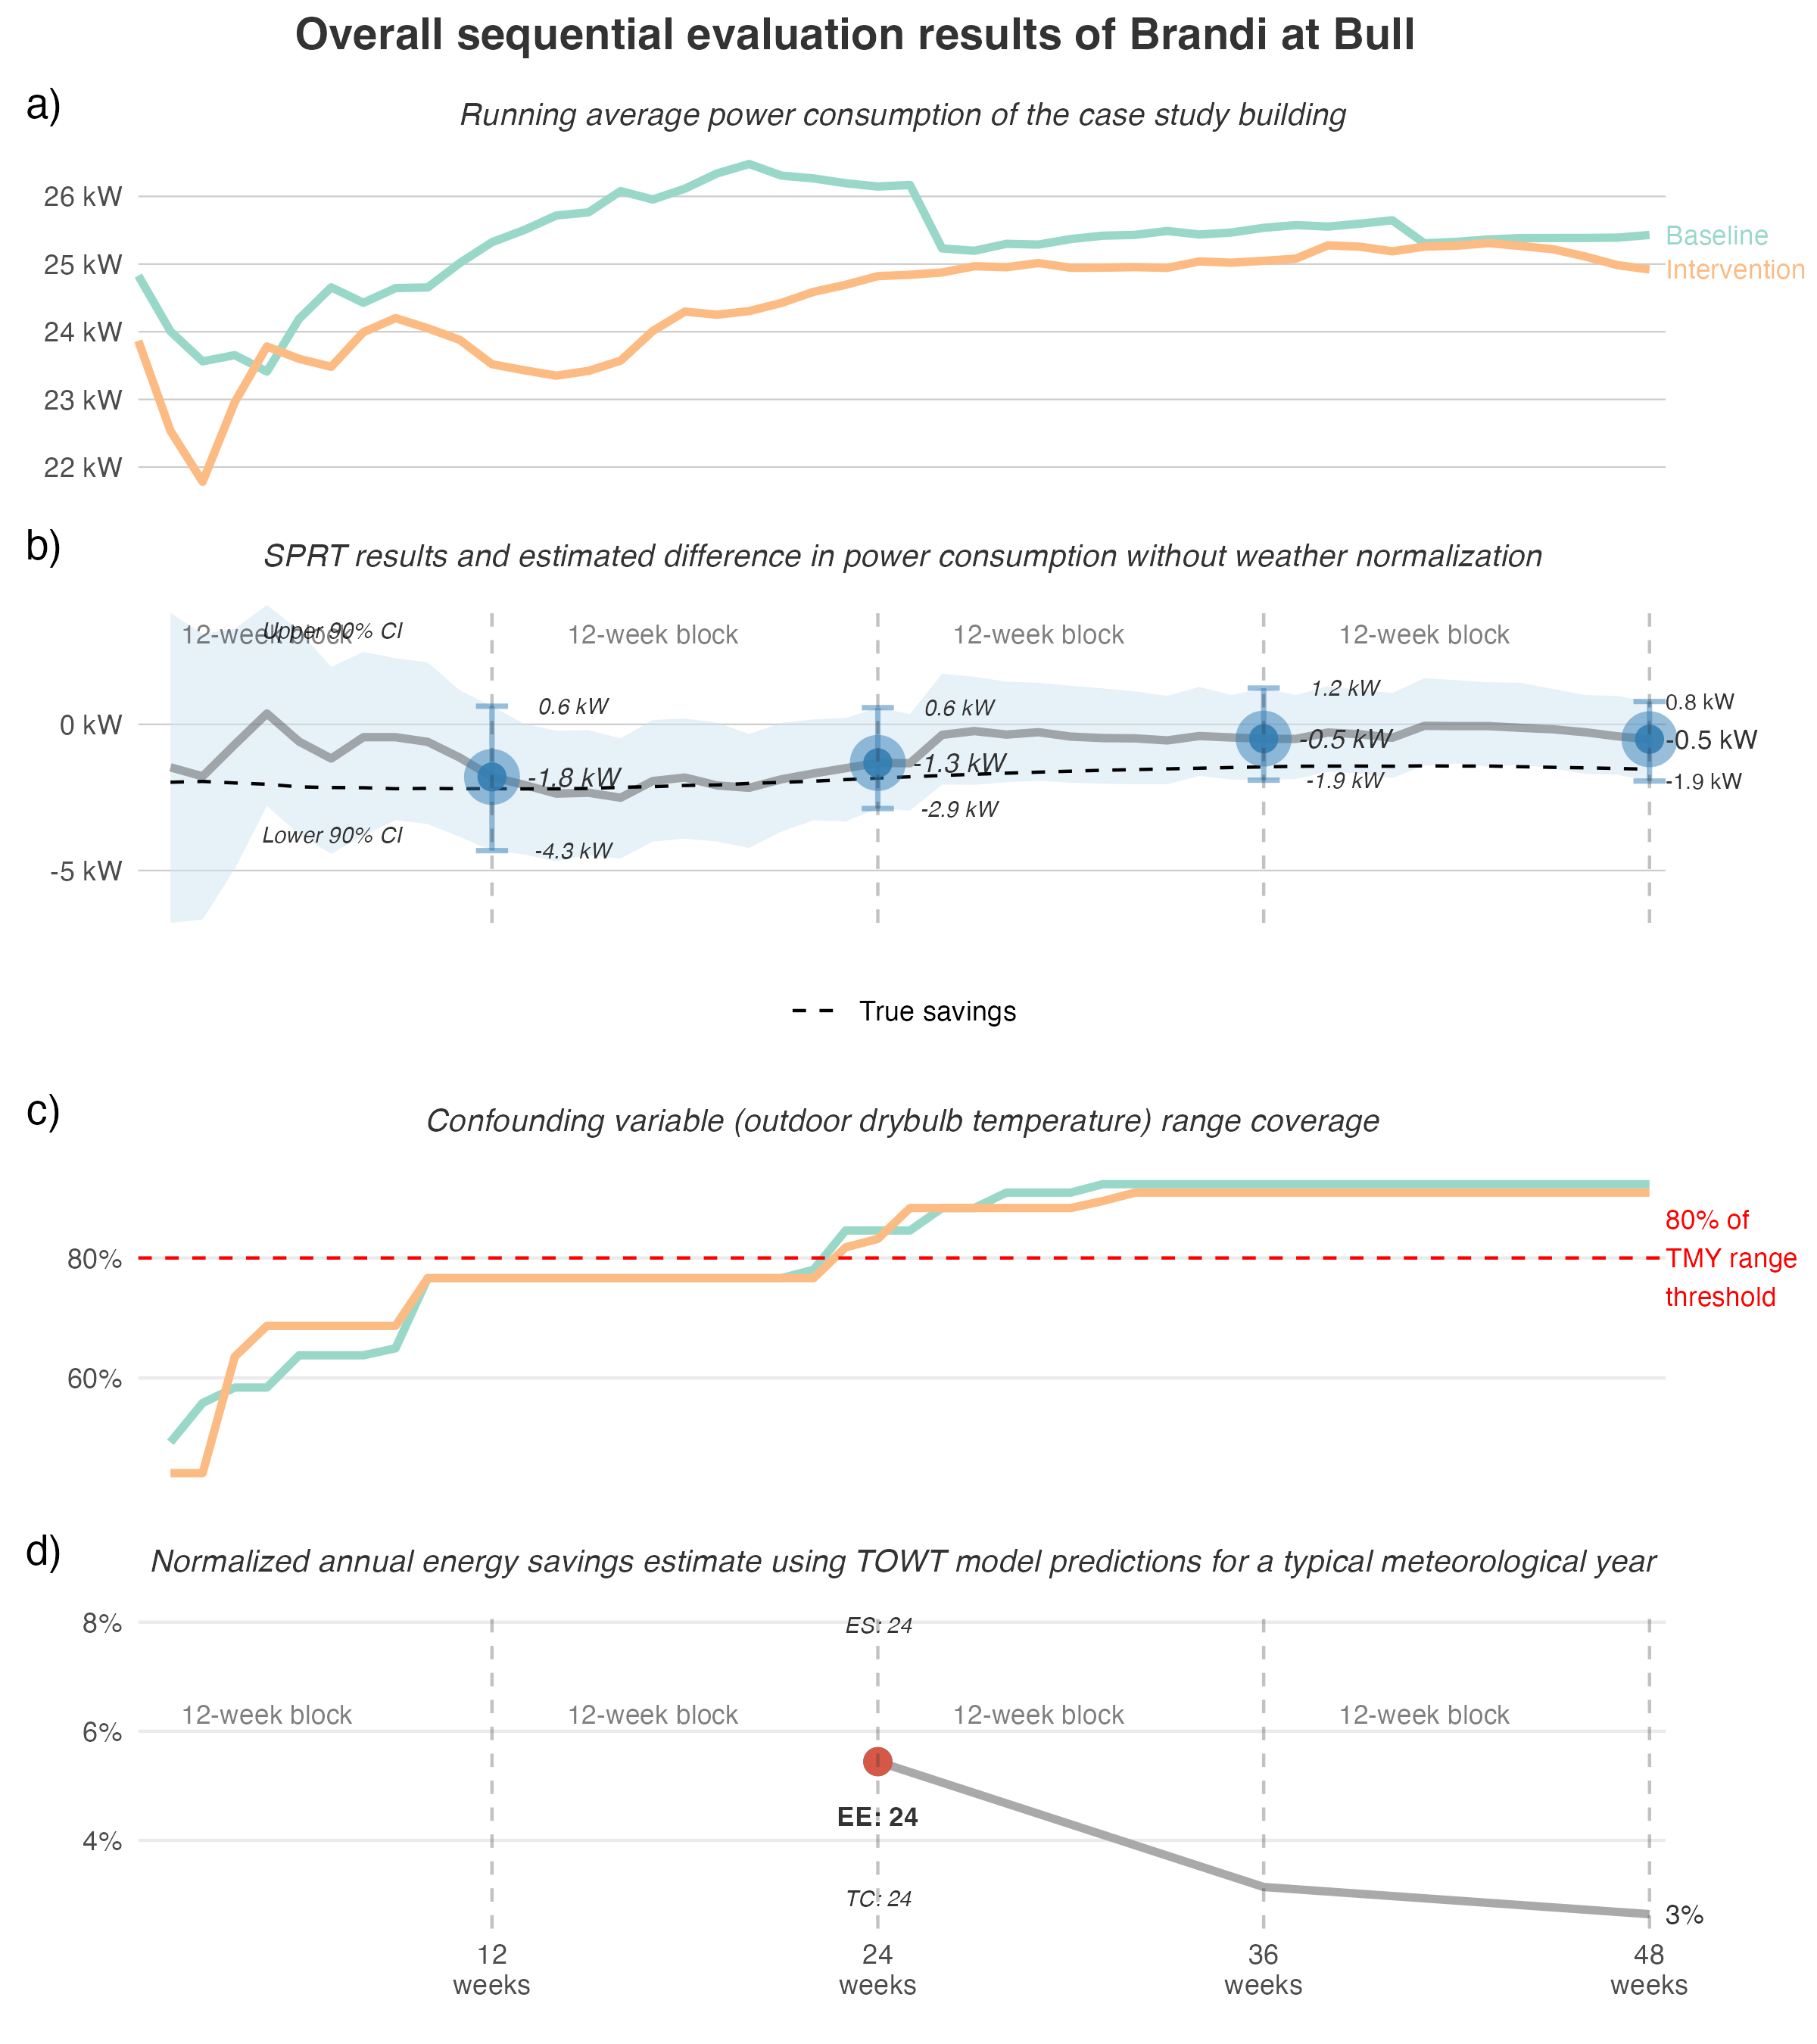 Overall sequential evaluation results of Brandi at Bull
a)
Running average power consumption of the case study building
26 kW
25 kW
24 kW
23 kW
22 kW
Baseline
Intervention
b)
SPRT results and estimated difference in power consumption without weather normalization
12-week block
Upper 90% CI
12-week block
12-week block
12-week block
0.6 kW
0.6 kW
1.2 kW
0.8 kW
0 kW
-1.8 kW
-1.3 kW
-0.5 kW
-0.5 kW
-4.3 kW
-2.9 kW
-1.9 kW
-1.9 kW
Lower 90% CI
-5 kW
True savings
c)
Confounding variable (outdoor drybulb temperature) range coverage
80%
60%
80% of
TMY range
threshold
d)
Normalized annual energy savings estimate using TOWT model predictions for a typical meteorological year
8%
6%
4%
ES: 24
12-week block
12-week block
12-week block
12-week block
EE: 24
TC: 24
3%
12
weeks
24
weeks
36
weeks
48
weeks